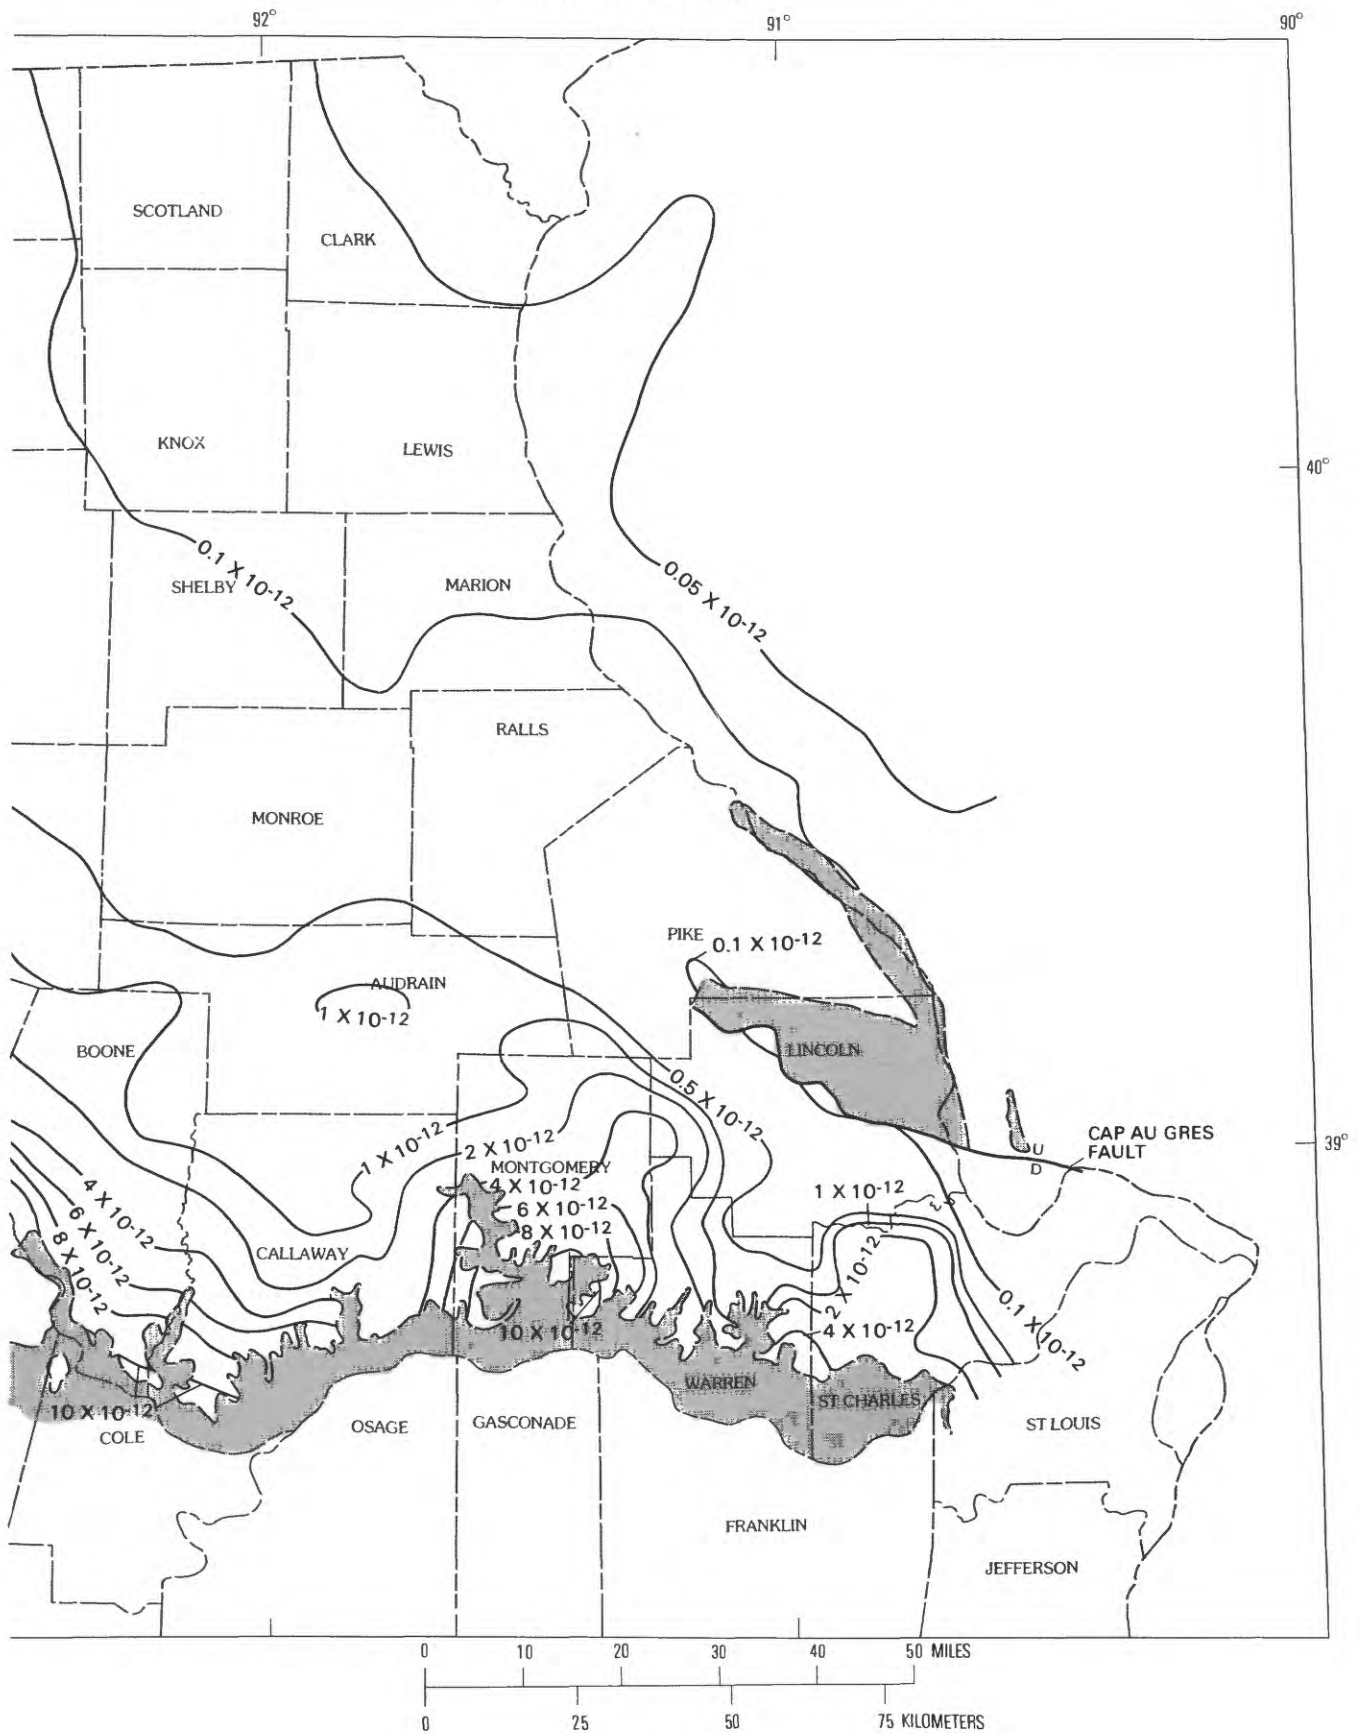 92° 91° 90°
SCOTLAND
CLARK
KNOX
LEWIS
40°
0.1 X 10-12
SHELBY
MARION
0.05 X 10-12
RALLS
MONROE
PIKE
0.1 X 10-12
AUDRAIN
1 X 10-12
BOONE
LINCOLN
0.5 X 10-12
CAP AU GRES
FAULT
39°
U
D
1 X 10-12
2 X 10-12
MONTGOMERY
4 X 10-12
6 X 10-12
8 X 10-12
1 X 10-12
4 X 10-12
6 X 10-12
8 X 10-12
CALLAWAY
2 X 10-12
4 X 10-12
0.1 X 10-12
10 X 10-12
10 X 10-12
WARREN
ST CHARLES
COLE
OSAGE
GASCONADE
ST LOUIS
FRANKLIN
JEFFERSON
0 10 20 30 40 50 MILES
0 25 50 75 KILOMETERS